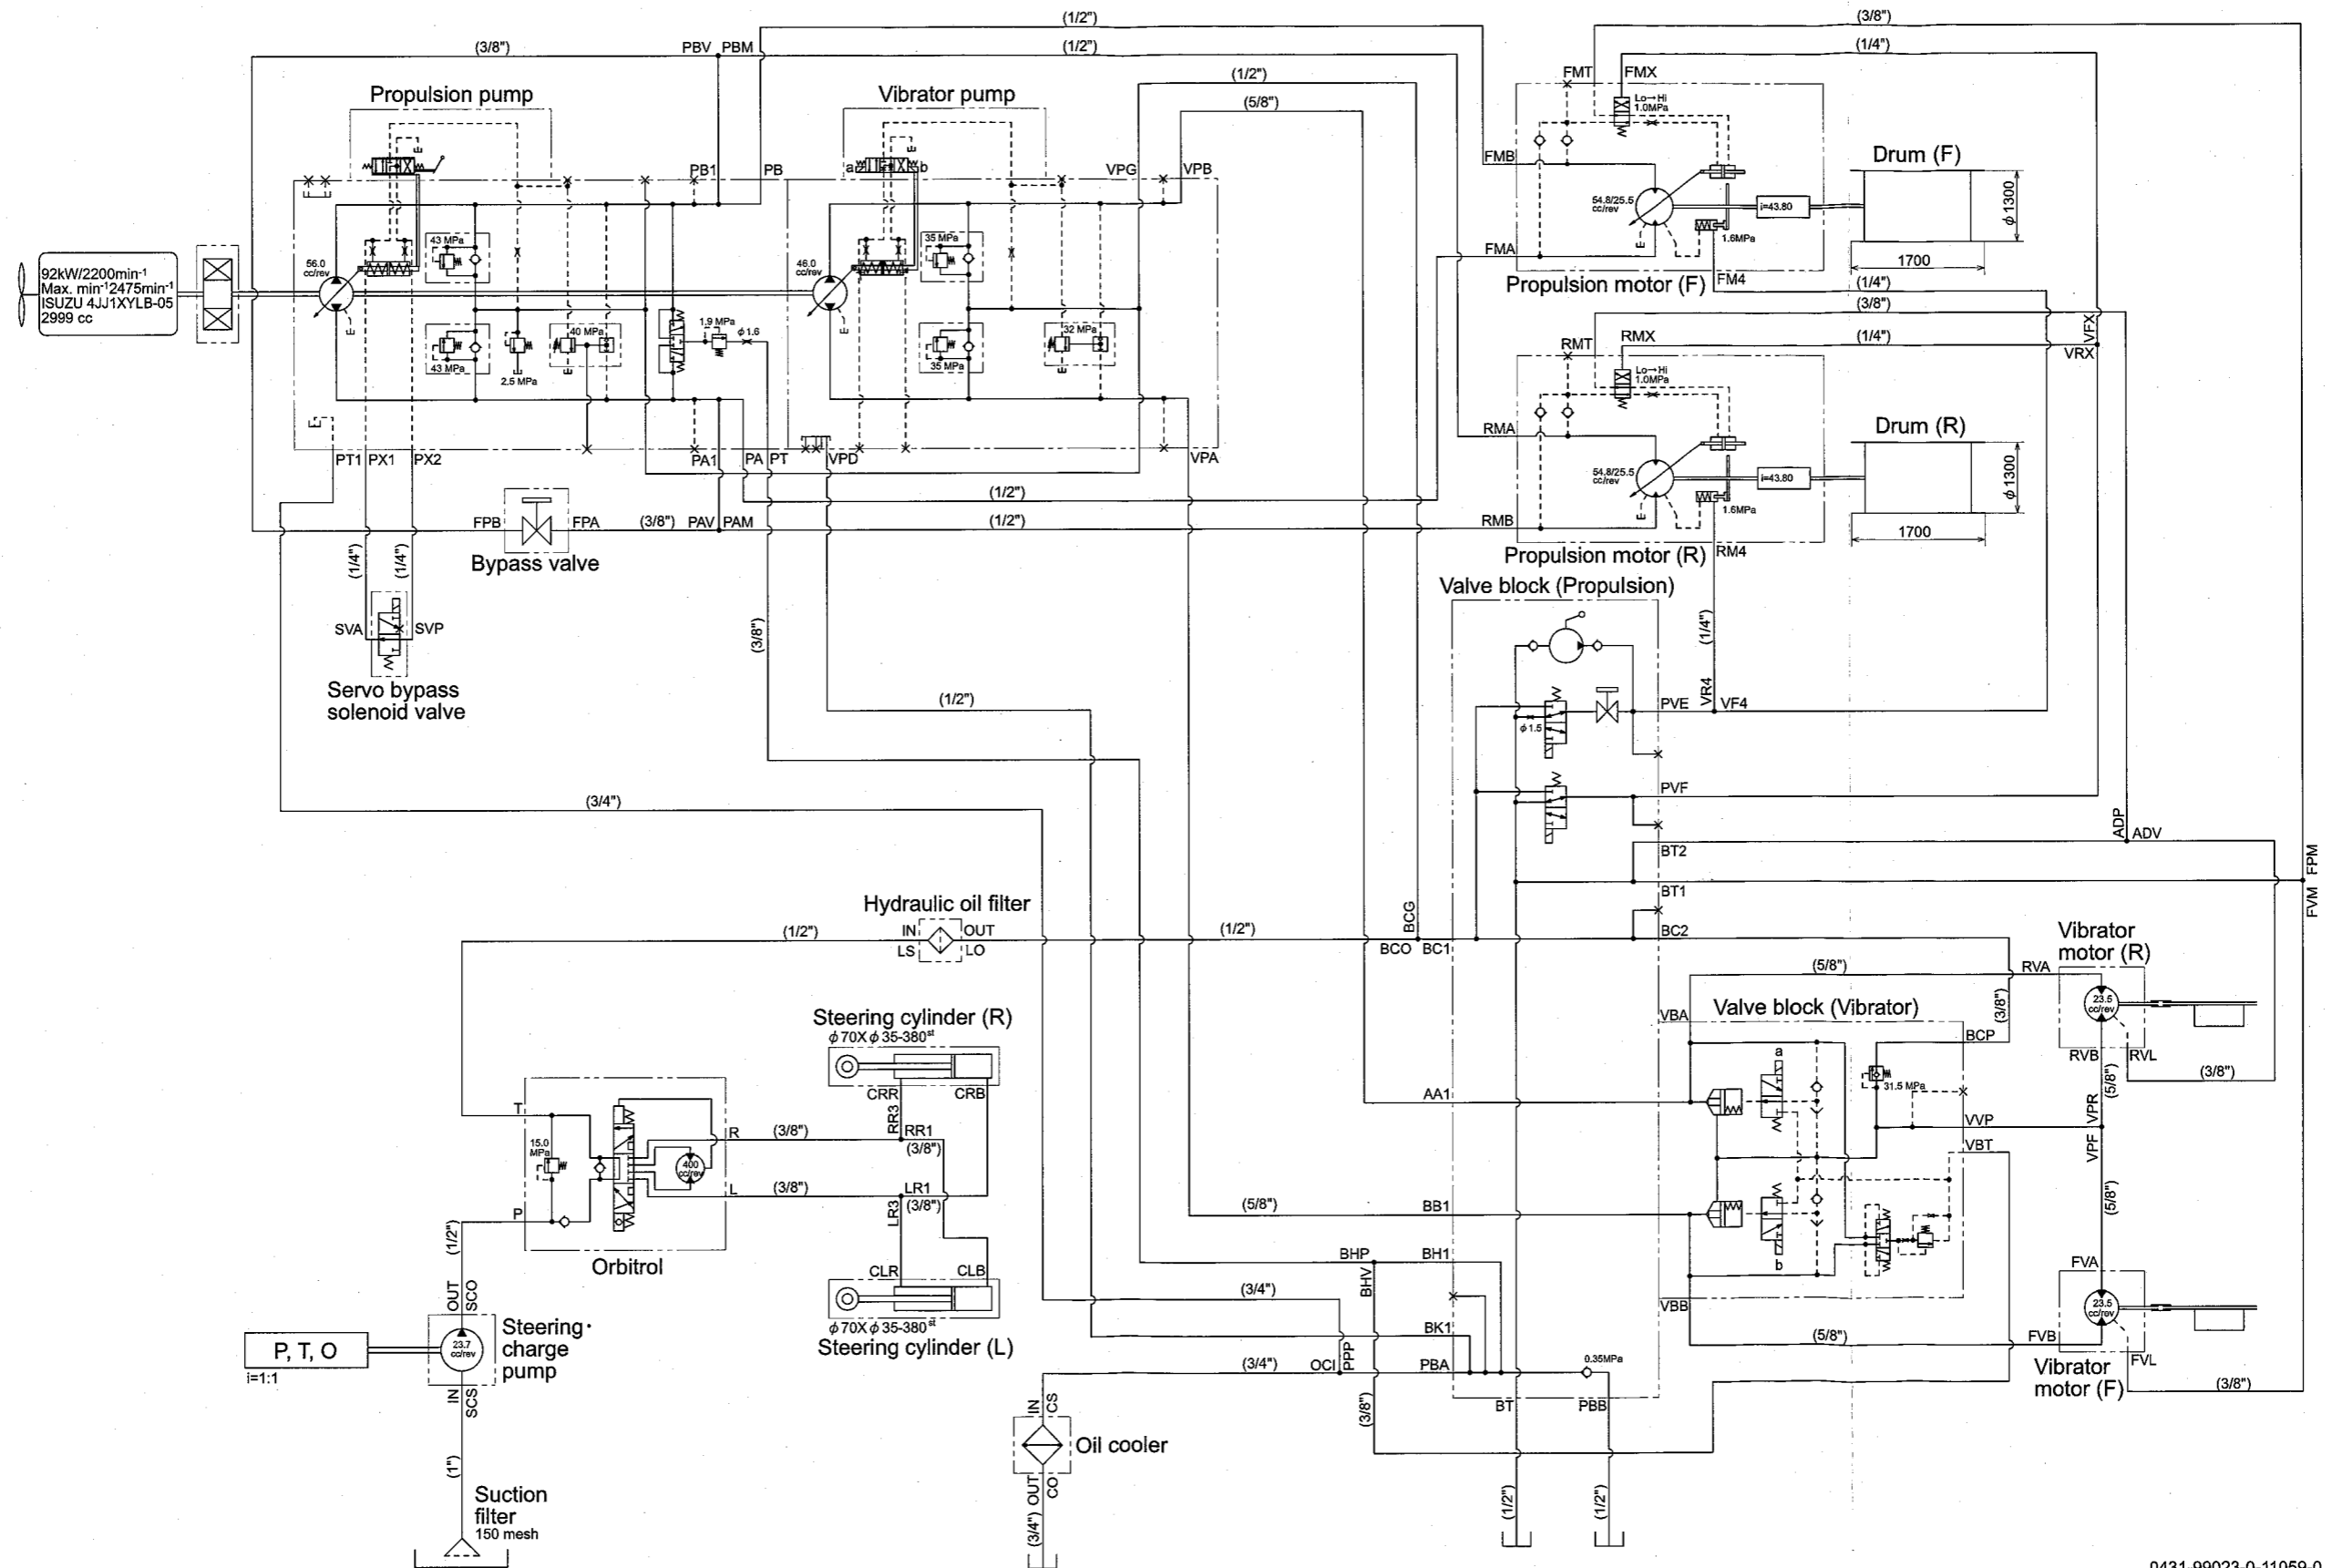 (1/2")
(3/8")
(3/8")
PBV
PBM
(1/2")
(1/4")
(1/2")
(5/8")
Propulsion pump
Vibrator pump
FMT
FMX
Lo→Hi
1.0MPa
PB1
PB
a
b
VPG
VPB
FMB
Drum (F)
54.8/25.5
cc/rev
i=43.80
φ1300
1.6MPa
1700
FMA
FM4
Propulsion motor (F)
(1/4")
(3/8")
92kW/2200min-1
Max. min-12475min-1
ISUZU 4JJ1XYLB-05
2999 cc
56.0
cc/rev
43 MPa
43 MPa
2.5 MPa
40 MPa
1.9 MPa
φ1.6
46.0
cc/rev
35 MPa
35 MPa
32 MPa
E
E
E
VFX
VRX
RMT
RMX
(1/4")
Lo→Hi
1.0MPa
RMA
Drum (R)
54.8/25.5
cc/rev
i=43.80
φ1300
1.6MPa
1700
E
E
PT1
PX1
PX2
PA1
PA
PT
VPD
VPA
(1/2")
FPB
FPA
(3/8")
PAV
PAM
(1/2")
RMB
RM4
Propulsion motor (R)
Bypass valve
(1/4")
(1/4")
SVA
SVP
Servo bypass
solenoid valve
(3/8")
Valve block (Propulsion)
(1/4")
VR4
(1/2")
φ1.5
PVE
VF4
PVF
(3/4")
BT2
ADP
ADV
BT1
FPM
FVM
Hydraulic oil filter
(1/2")
IN
OUT
LS
LO
(1/2")
BCG
BCO
BC1
BC2
(5/8")
RVA
Vibrator
motor (R)
23.5
cc/rev
(3/8")
VBA
Valve block (Vibrator)
BCP
RVB
RVL
(3/8")
(5/8")
Steering cylinder (R)
φ70Xφ35-380st
CRR
CRB
RR3
RR1
(3/8")
T
15.0
MPa
400
cc/rev
R
(3/8")
L
(3/8")
LR1
(3/8")
LR3
P
Orbitrol
CLR
CLB
φ70Xφ35-380st
Steering cylinder (L)
AA1
a
31.5 MPa
VVP
VPR
VPF
VBT
(5/8")
(5/8")
BB1
b
BHP
BH1
BHV
(3/4")
VBB
FVA
23.5
cc/rev
(5/8")
FVB
FVL
Vibrator
motor (F)
(3/8")
(1/2")
OUT
SCO
P, T, O
i=1:1
23.7
cc/rev
Steering·
charge
pump
IN
SCS
(1")
Suction
filter
150 mesh
BK1
(3/4")
OCI
PPP
PBA
0.35MPa
IN
CS
Oil cooler
OUT
CO
(3/4")
(3/8")
BT
PBB
(1/2")
(1/2")
0431-99023-0-11059-0